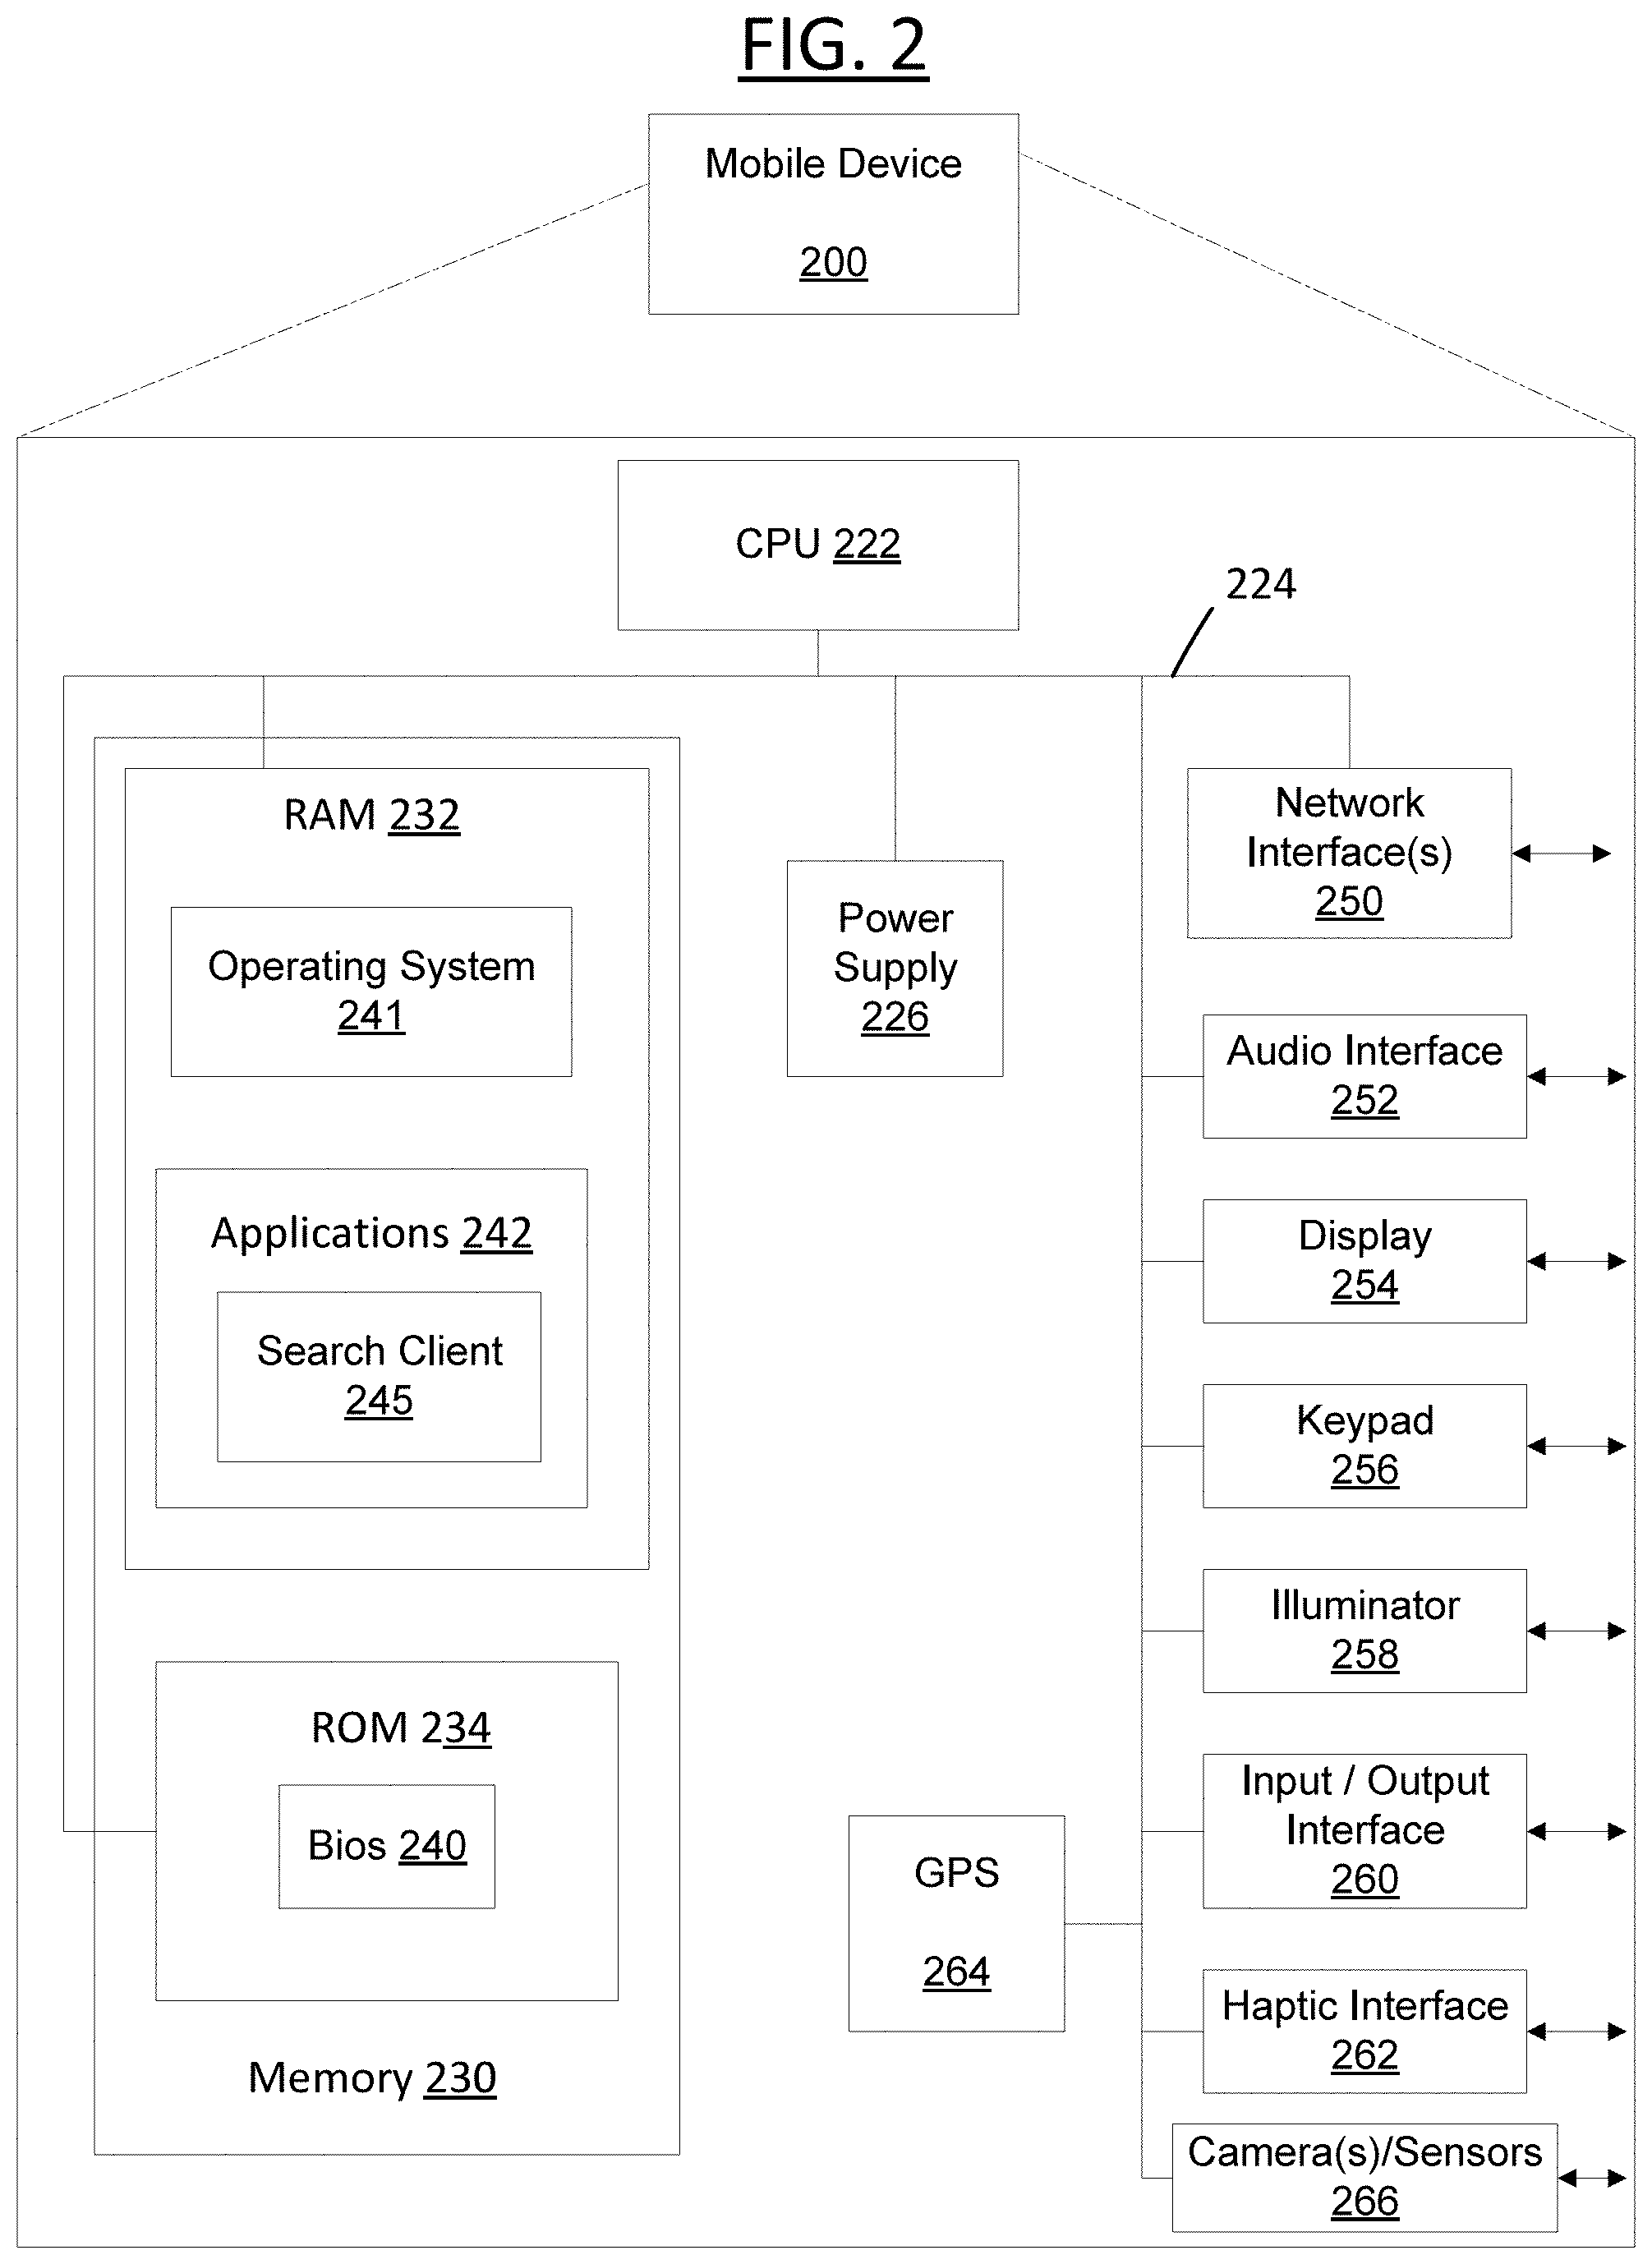 FIG. 2
Mobile Device
200
CPU 222
224
RAM 232
Operating System
241
Applications 242
Search Client
245
ROM 234
Bios 240
Memory 230
Power
Supply
226
GPS
264
Network
Interface(s)
250
Audio Interface
252
Display
254
Keypad
256
Illuminator
258
Input / Output
Interface
260
Haptic Interface
262
Camera(s)/Sensors
266